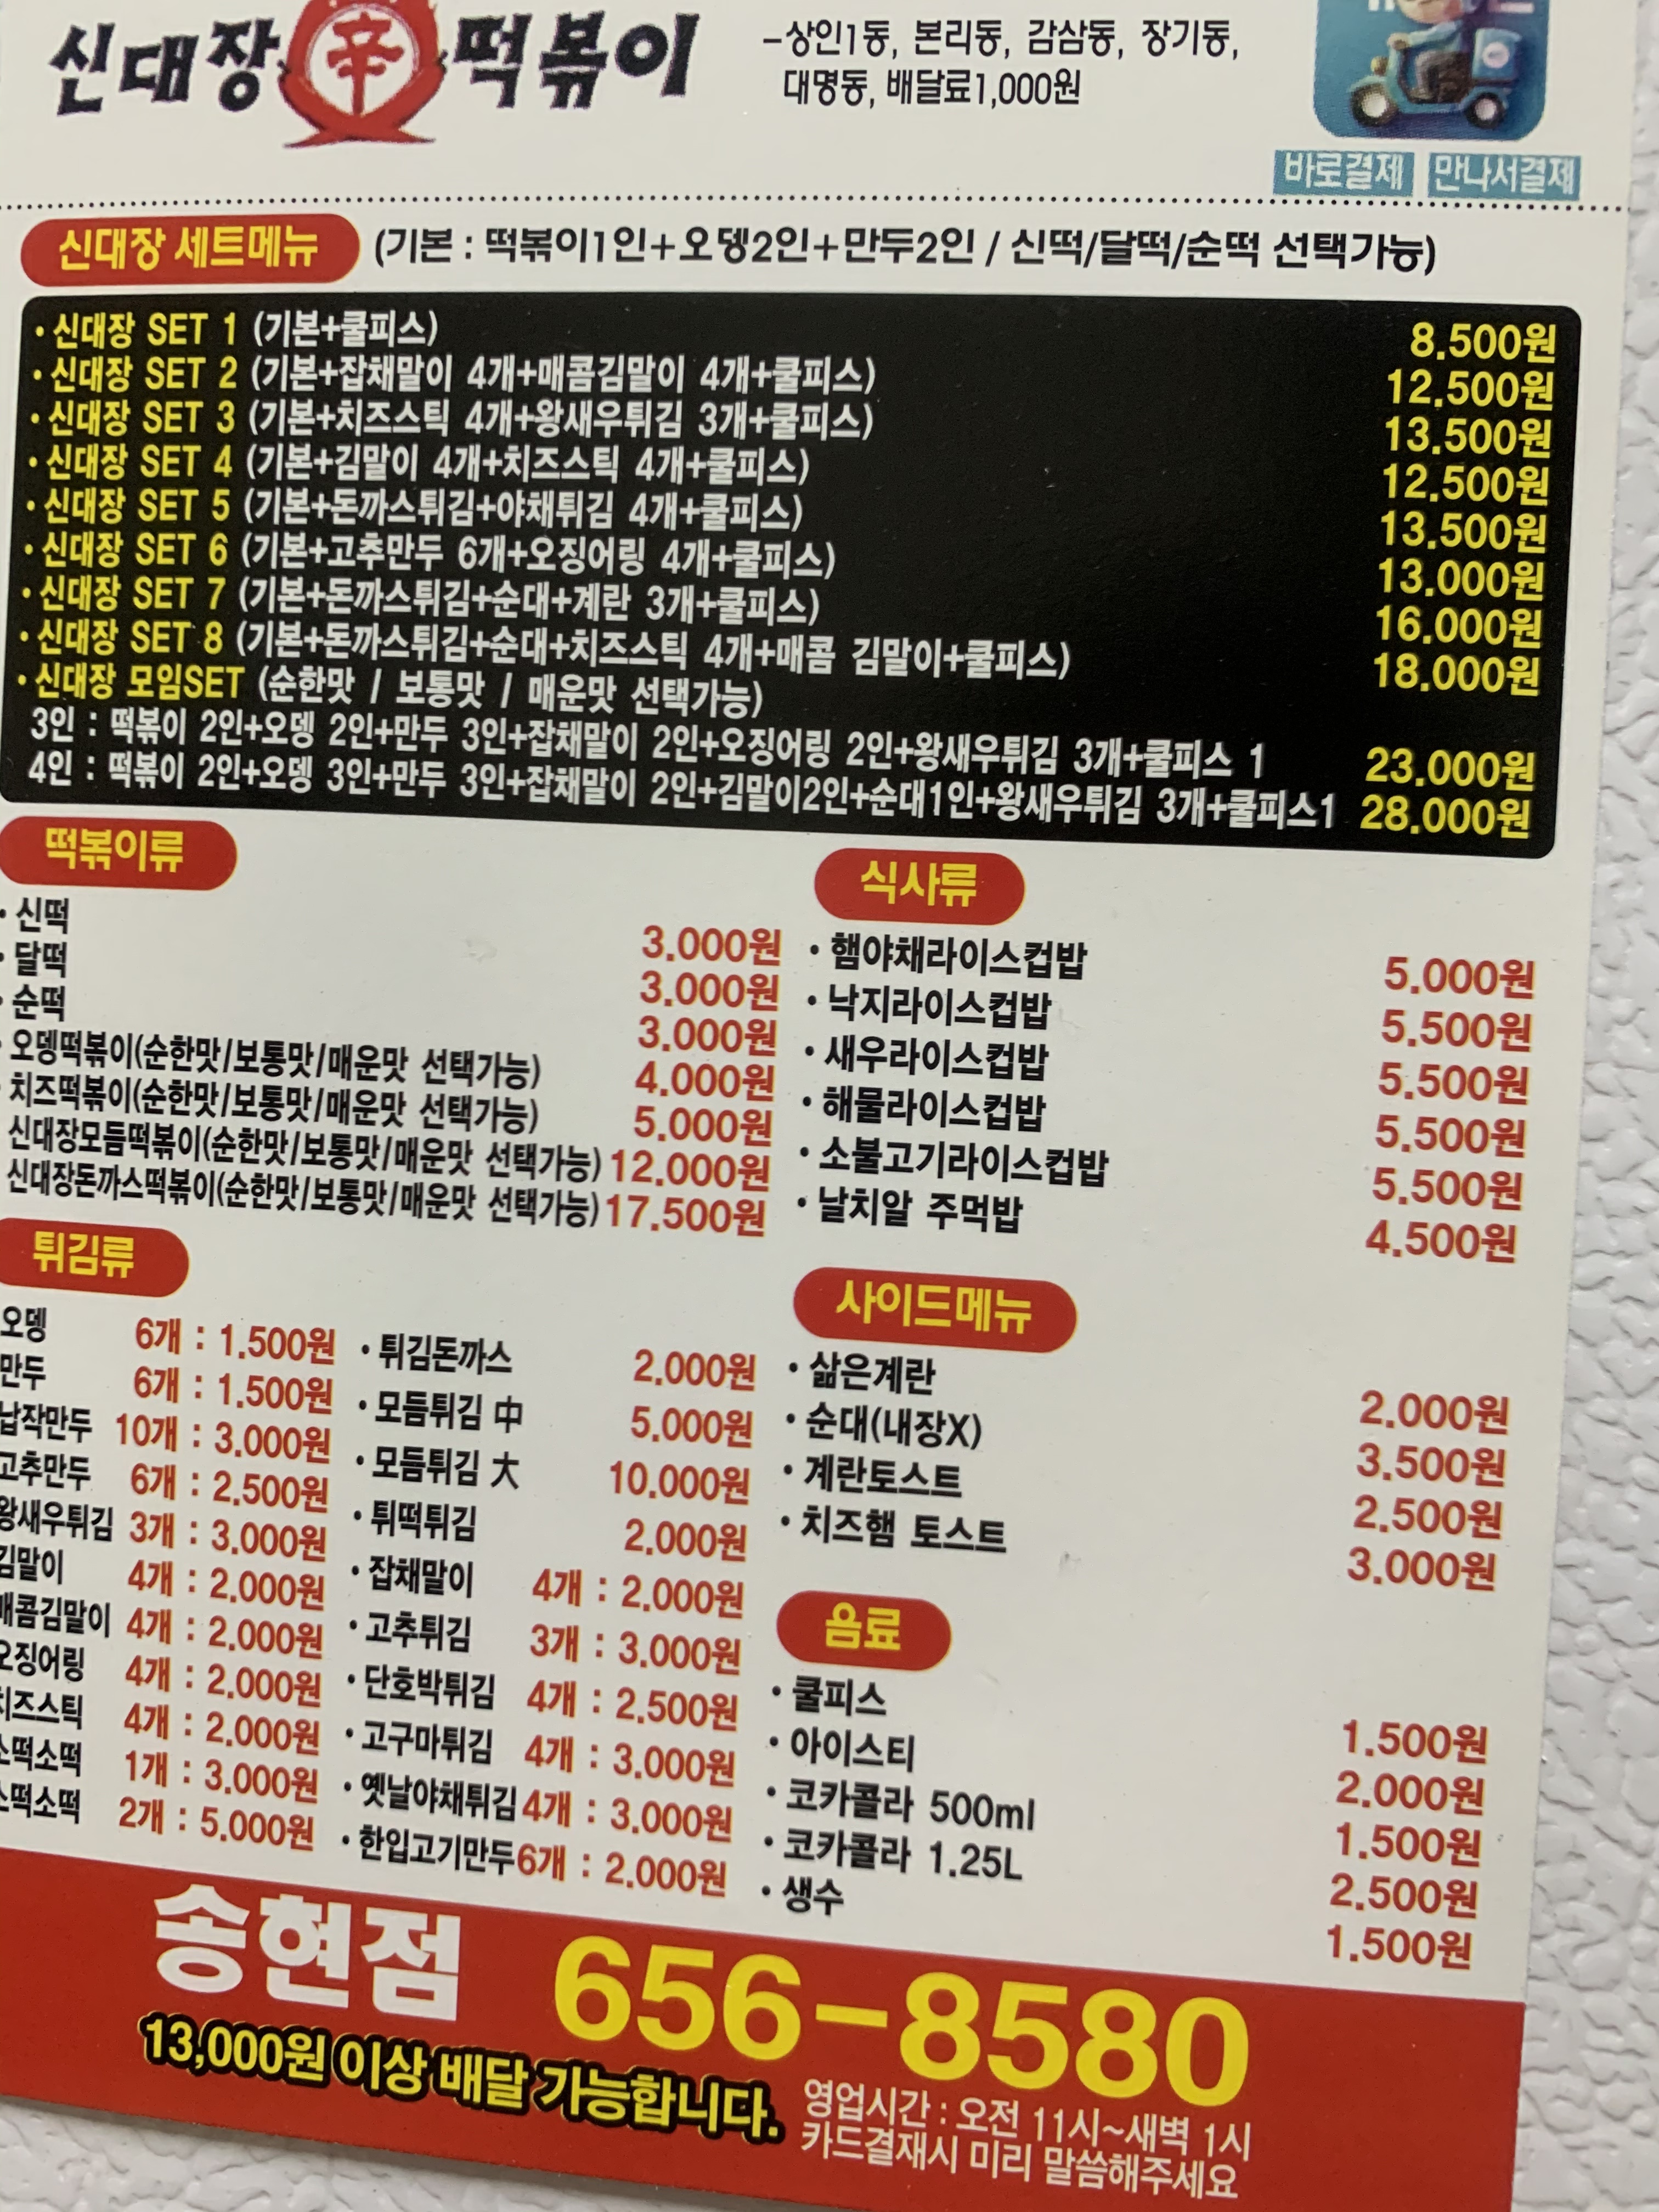 신대장 辛 떡볶이
-상인1동, 본리동, 감삼동, 장기동,
대명동, 배달료1,000원
바로결제 만나서결제
신대장 세트메뉴 (기본 : 떡볶이1인+오뎅2인+만두2인 / 신떡/달떡/순떡 선택가능)
· 신대장 SET 1 (기본+쿨피스) 8.500원
· 신대장 SET 2 (기본+잡채말이 4개+매콤김말이 4개+쿨피스) 12.500원
· 신대장 SET 3 (기본+치즈스틱 4개+왕새우튀김 3개+쿨피스) 13.500원
· 신대장 SET 4 (기본+김말이 4개+치즈스틱 4개+쿨피스) 12.500원
· 신대장 SET 5 (기본+돈까스튀김+야채튀김 4개+쿨피스) 13.500원
· 신대장 SET 6 (기본+고추만두 6개+오징어링 4개+쿨피스) 13.000원
· 신대장 SET 7 (기본+돈까스튀김+순대+계란 3개+쿨피스) 16.000원
· 신대장 SET 8 (기본+돈까스튀김+순대+치즈스틱 4개+매콤 김말이+쿨피스) 18.000원
· 신대장 모임SET (순한맛 / 보통맛 / 매운맛 선택가능)
3인 : 떡볶이 2인+오뎅 2인+만두 3인+잡채말이 2인+오징어링 2인+왕새우튀김 3개+쿨피스 1 23.000원
4인 : 떡볶이 2인+오뎅 3인+만두 3인+잡채말이 2인+김말이2인+순대1인+왕새우튀김 3개+쿨피스1 28.000원
떡볶이류
· 신떡 3.000원
· 달떡 3.000원
· 순떡 3.000원
· 오뎅떡볶이(순한맛/보통맛/매운맛 선택가능) 4.000원
· 치즈떡볶이(순한맛/보통맛/매운맛 선택가능) 5.000원
신대장모듬떡볶이(순한맛/보통맛/매운맛 선택가능) 12.000원
신대장돈까스떡볶이(순한맛/보통맛/매운맛 선택가능) 17.500원
식사류
· 햄야채라이스컵밥 5.000원
· 낙지라이스컵밥 5.500원
· 새우라이스컵밥 5.500원
· 해물라이스컵밥 5.500원
· 소불고기라이스컵밥 5.500원
· 날치알 주먹밥 4.500원
튀김류
오뎅 6개 : 1.500원
만두 6개 : 1.500원
납작만두 10개 : 3.000원
고추만두 6개 : 2.500원
왕새우튀김 3개 : 3.000원
김말이 4개 : 2.000원
매콤김말이 4개 : 2.000원
오징어링 4개 : 2.000원
치즈스틱 4개 : 2.000원
소떡소떡 1개 : 3.000원
소떡소떡 2개 : 5.000원
· 튀김돈까스 2.000원
· 모듬튀김 中 5.000원
· 모듬튀김 大 10.000원
· 튀떡튀김 2.000원
· 잡채말이 4개 : 2.000원
· 고추튀김 3개 : 3.000원
· 단호박튀김 4개 : 2.500원
· 고구마튀김 4개 : 3.000원
· 옛날야채튀김 4개 : 3.000원
· 한입고기만두 6개 : 2.000원
사이드메뉴
· 삶은계란 2.000원
· 순대(내장X) 3.500원
· 계란토스트 2.500원
· 치즈햄 토스트 3.000원
음료
· 쿨피스 1.500원
· 아이스티 2.000원
· 코카콜라 500ml 1.500원
· 코카콜라 1.25L 2.500원
· 생수 1.500원
송현점 656-8580
13,000원 이상 배달 가능합니다.
영업시간 : 오전 11시~새벽 1시
카드결재시 미리 말씀해주세요